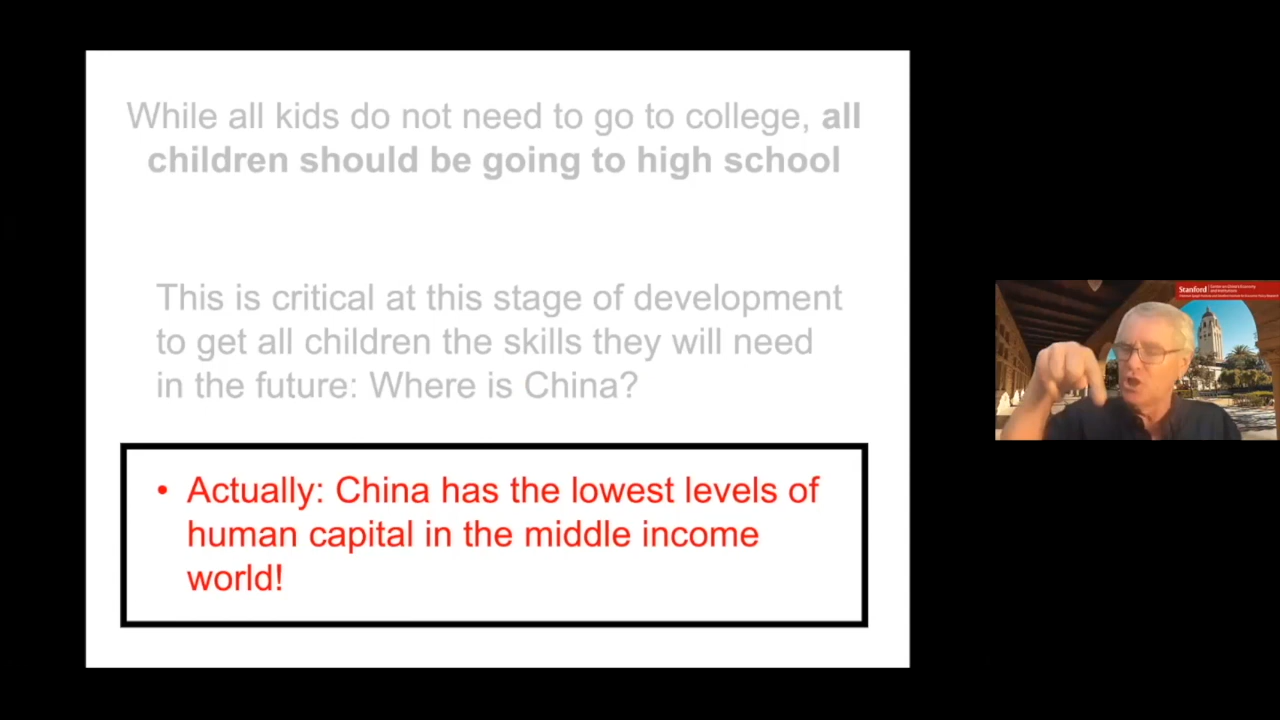 While all kids do not need to go to college, all
children should be going to high school
This is critical at this stage of development
to get all children the skills they will need
in the future: Where is China?
• Actually: China has the lowest levels of
human capital in the middle income
world!
Stanford